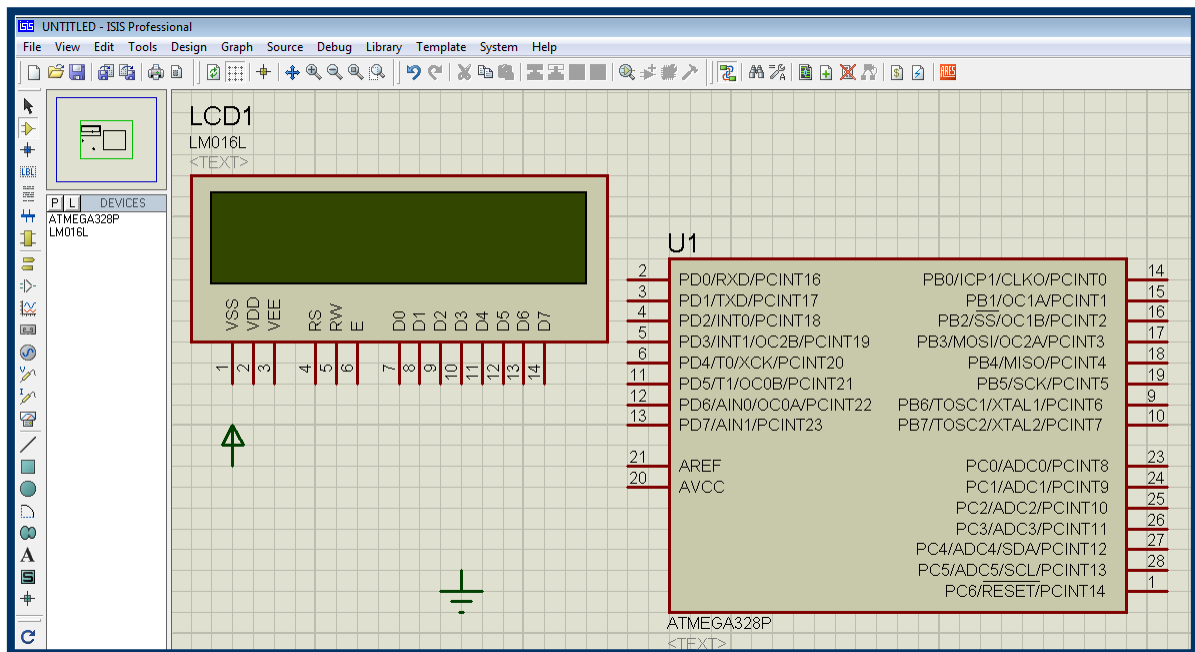 ISIS UNTITLED - ISIS Professional
File View Edit Tools Design Graph Source Debug Library Template System Help
ARES
LBL
P L DEVICES
ATMEGA328P
LM016L
A
S
V
I
LCD1
LM016L
<TEXT>
VSS VDD VEE RS RW E D0 D1 D2 D3 D4 D5 D6 D7
1 2 3 4 5 6 7 8 9 10 11 12 13 14
U1
2 PD0/RXD/PCINT16 PB0/ICP1/CLKO/PCINT0 14
3 PD1/TXD/PCINT17 PB1/OC1A/PCINT1 15
4 PD2/INT0/PCINT18 PB2/SS/OC1B/PCINT2 16
5 PD3/INT1/OC2B/PCINT19 PB3/MOSI/OC2A/PCINT3 17
6 PD4/T0/XCK/PCINT20 PB4/MISO/PCINT4 18
11 PD5/T1/OC0B/PCINT21 PB5/SCK/PCINT5 19
12 PD6/AIN0/OC0A/PCINT22 PB6/TOSC1/XTAL1/PCINT6 9
13 PD7/AIN1/PCINT23 PB7/TOSC2/XTAL2/PCINT7 10
21 AREF PC0/ADC0/PCINT8 23
20 AVCC PC1/ADC1/PCINT9 24
PC2/ADC2/PCINT10 25
PC3/ADC3/PCINT11 26
PC4/ADC4/SDA/PCINT12 27
PC5/ADC5/SCL/PCINT13 28
PC6/RESET/PCINT14 1
ATMEGA328P
<TEXT>